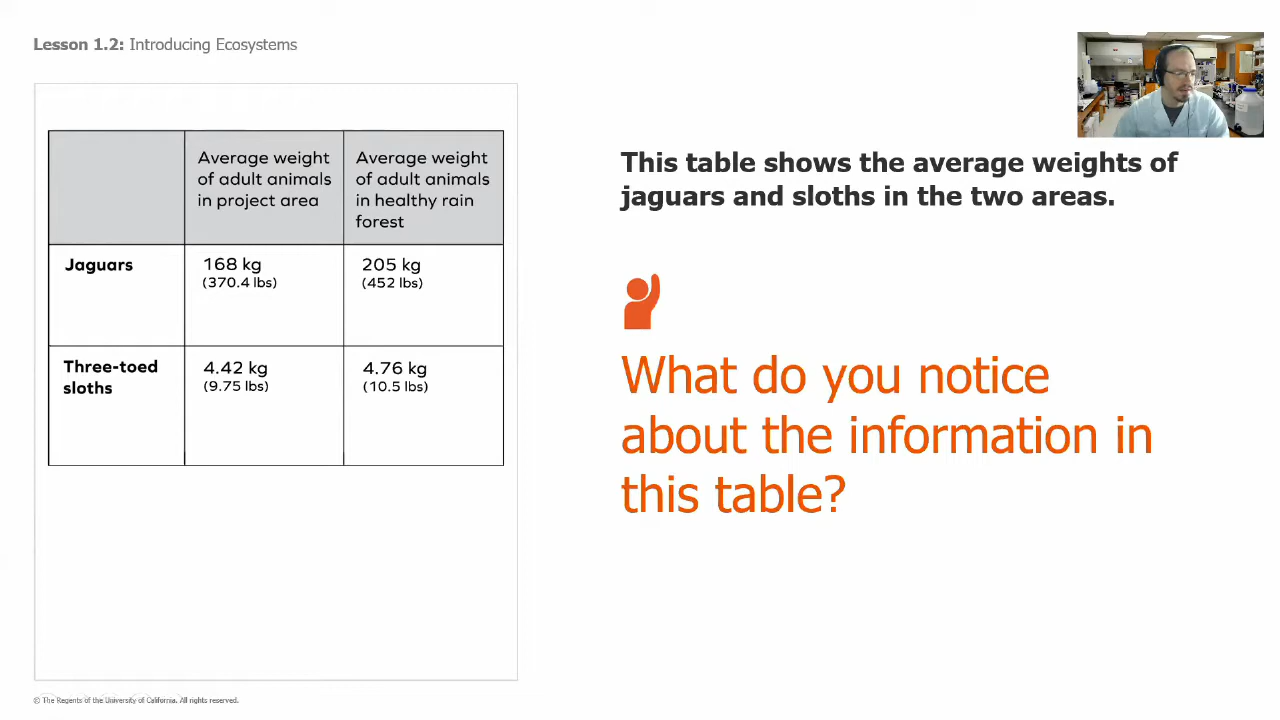 Lesson 1.2: Introducing Ecosystems
Average weight
of adult animals
in project area
Average weight
of adult animals
in healthy rain
forest
Jaguars
168 kg
(370.4 lbs)
205 kg
(452 lbs)
Three-toed
sloths
4.42 kg
(9.75 lbs)
4.76 kg
(10.5 lbs)
This table shows the average weights of
jaguars and sloths in the two areas.
What do you notice
about the information in
this table?
© The Regents of the University of California. All rights reserved.